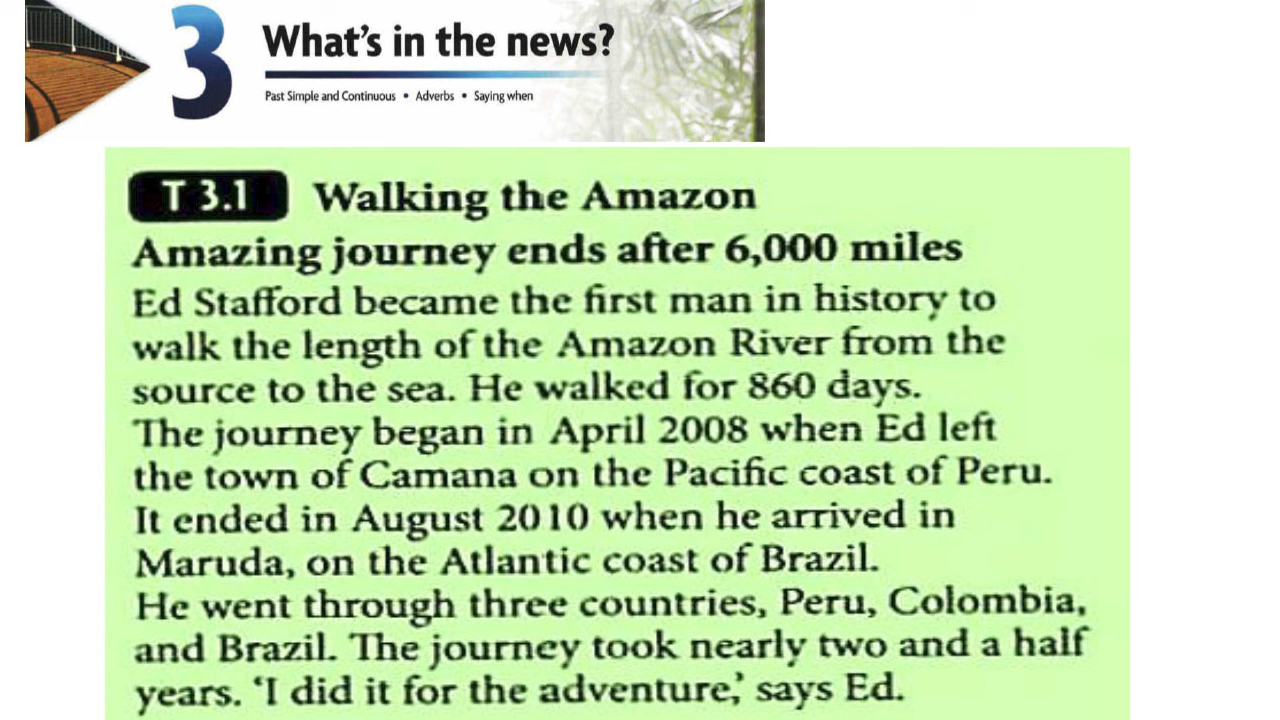 3
What's in the news?
Past Simple and Continuous • Adverbs • Saying when
T 3.1 Walking the Amazon
Amazing journey ends after 6,000 miles
Ed Stafford became the first man in history to
walk the length of the Amazon River from the
source to the sea. He walked for 860 days.
The journey began in April 2008 when Ed left
the town of Camana on the Pacific coast of Peru.
It ended in August 2010 when he arrived in
Maruda, on the Atlantic coast of Brazil.
He went through three countries, Peru, Colombia,
and Brazil. The journey took nearly two and a half
years. ‘I did it for the adventure,’ says Ed.